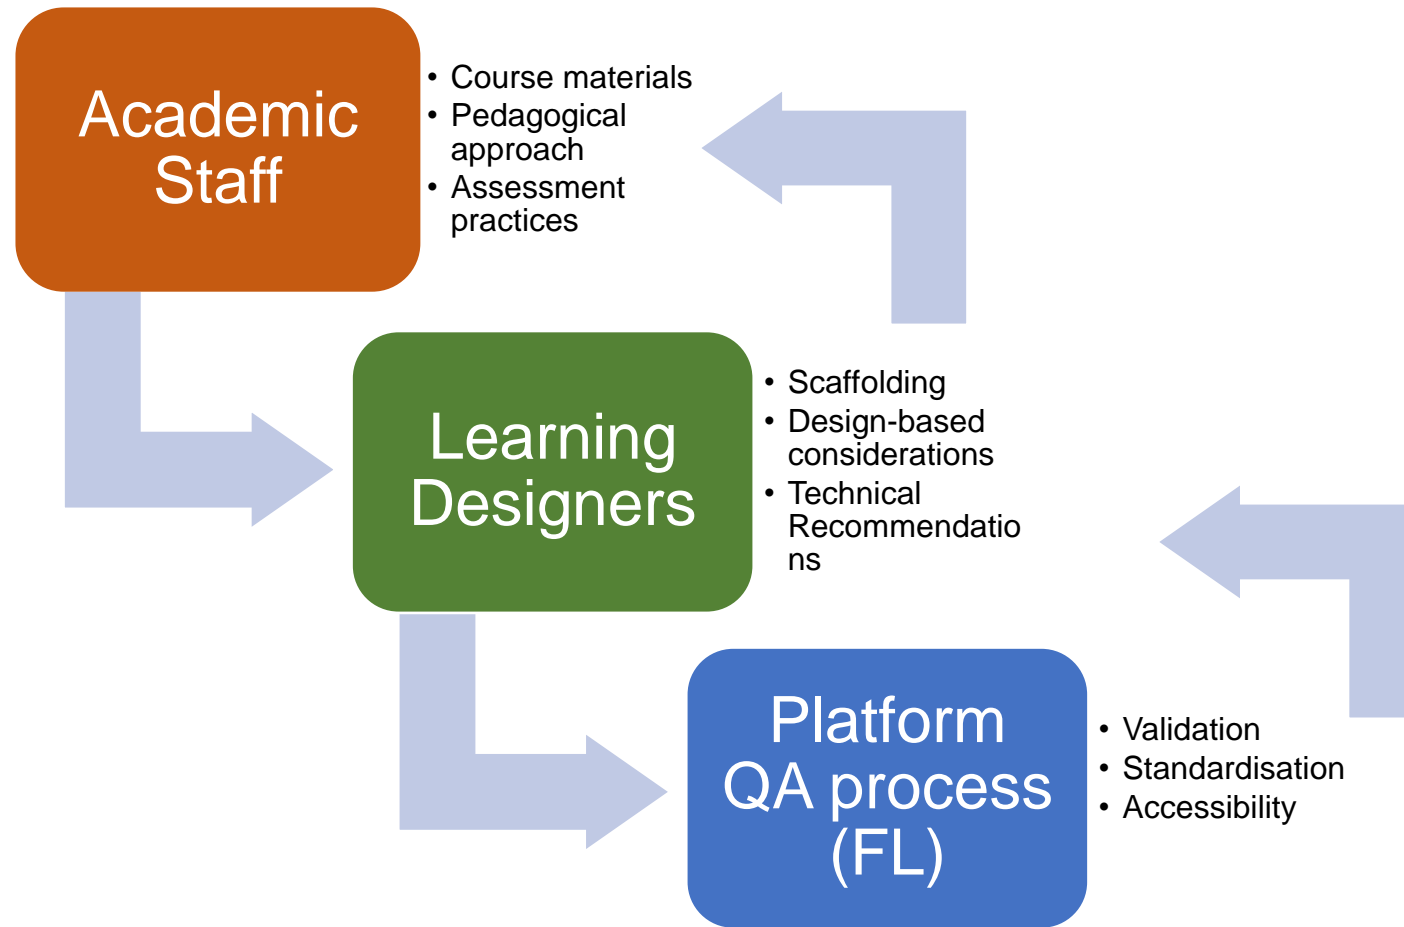 Academic
Staff
• Course materials
• Pedagogical
approach
• Assessment
practices
Learning
Designers
• Scaffolding
• Design-based
considerations
• Technical
Recommendatio
ns
Platform
QA process
(FL)
• Validation
• Standardisation
• Accessibility